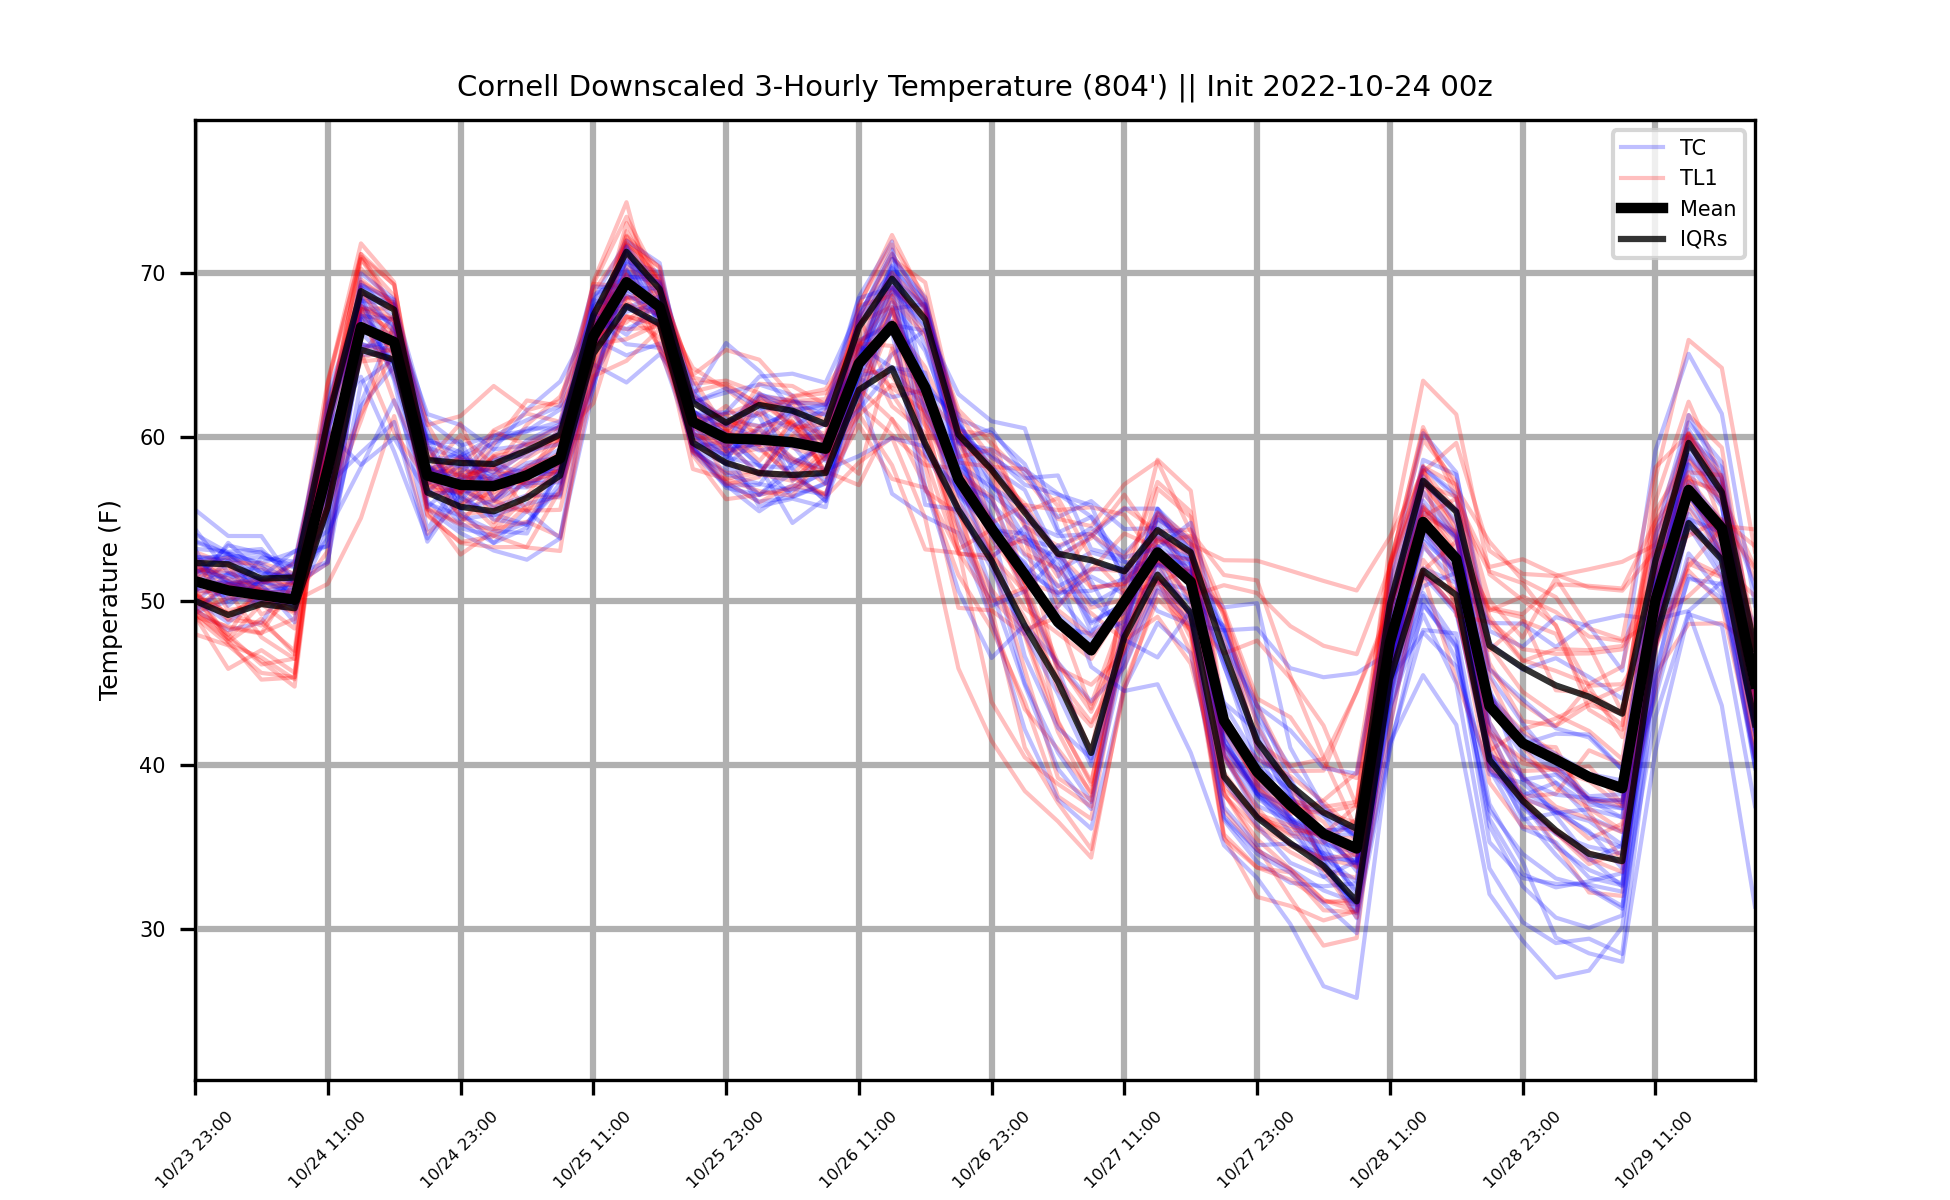 Cornell Downscaled 3-Hourly Temperature (804') || Init 2022-10-24 00z
TC
TL1
Mean
IQRs
Temperature (F)
70
60
50
40
30
10/23 23:00
10/24 11:00
10/24 23:00
10/25 11:00
10/25 23:00
10/26 11:00
10/26 23:00
10/27 11:00
10/27 23:00
10/28 11:00
10/28 23:00
10/29 11:00